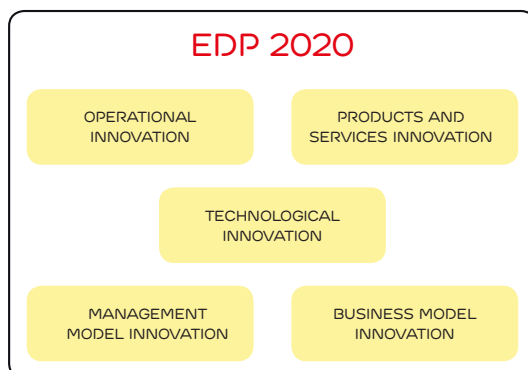 EDP 2020
OPERATIONAL
INNOVATION
PRODUCTS AND
SERVICES INNOVATION
TECHNOLOGICAL
INNOVATION
MANAGEMENT
MODEL INNOVATION
BUSINESS MODEL
INNOVATION